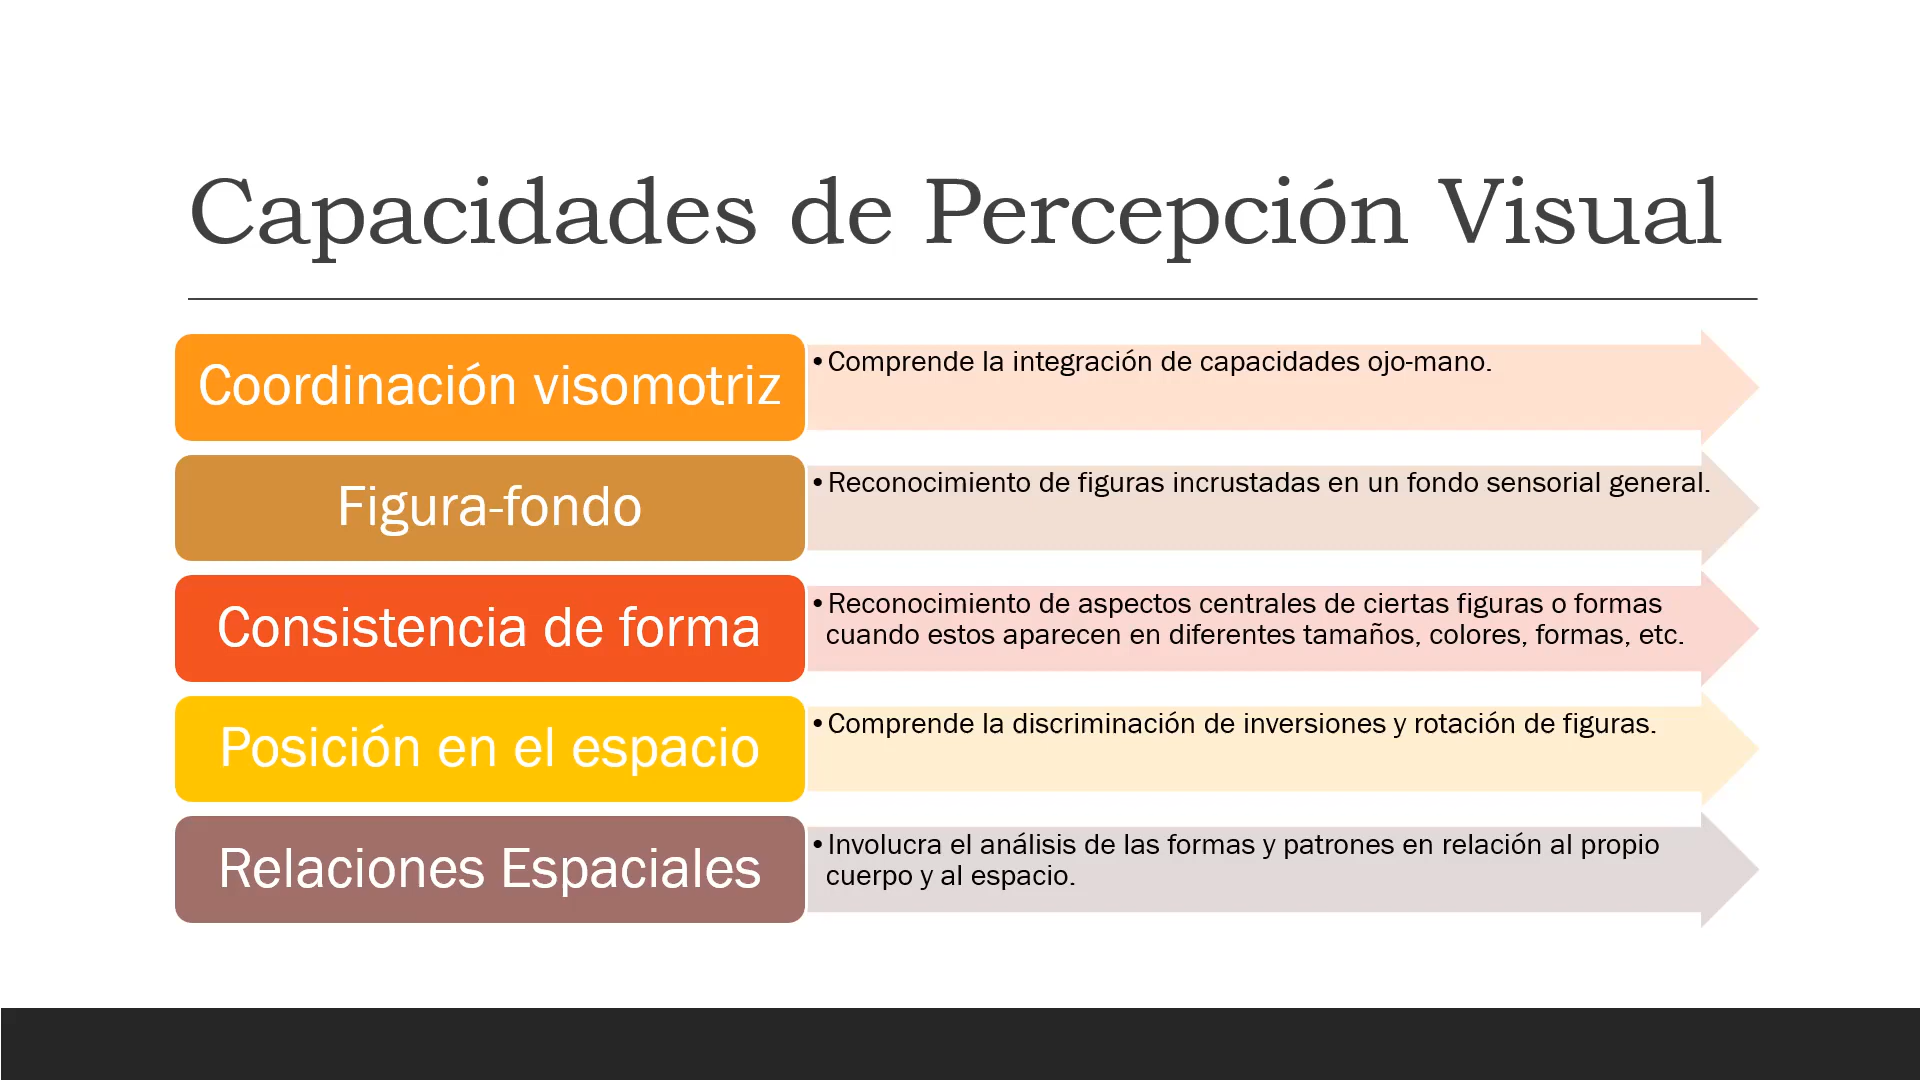 Capacidades de Percepción Visual
Coordinación visomotriz
•Comprende la integración de capacidades ojo-mano.
Figura-fondo
•Reconocimiento de figuras incrustadas en un fondo sensorial general.
Consistencia de forma
•Reconocimiento de aspectos centrales de ciertas figuras o formas
cuando estos aparecen en diferentes tamaños, colores, formas, etc.
Posición en el espacio
•Comprende la discriminación de inversiones y rotación de figuras.
Relaciones Espaciales
•Involucra el análisis de las formas y patrones en relación al propio
cuerpo y al espacio.